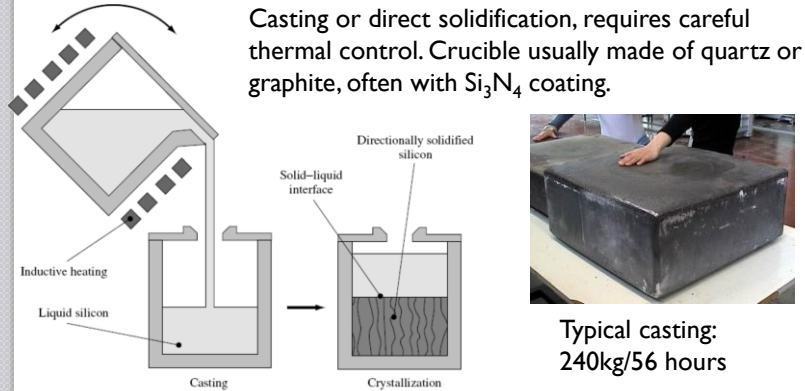 Casting or direct solidification, requires careful
thermal control. Crucible usually made of quartz or
graphite, often with Si₃N₄ coating.
Directionally solidified
silicon
Solid–liquid
interface
Inductive heating
Liquid silicon
Casting
Crystallization
Typical casting:
240kg/56 hours